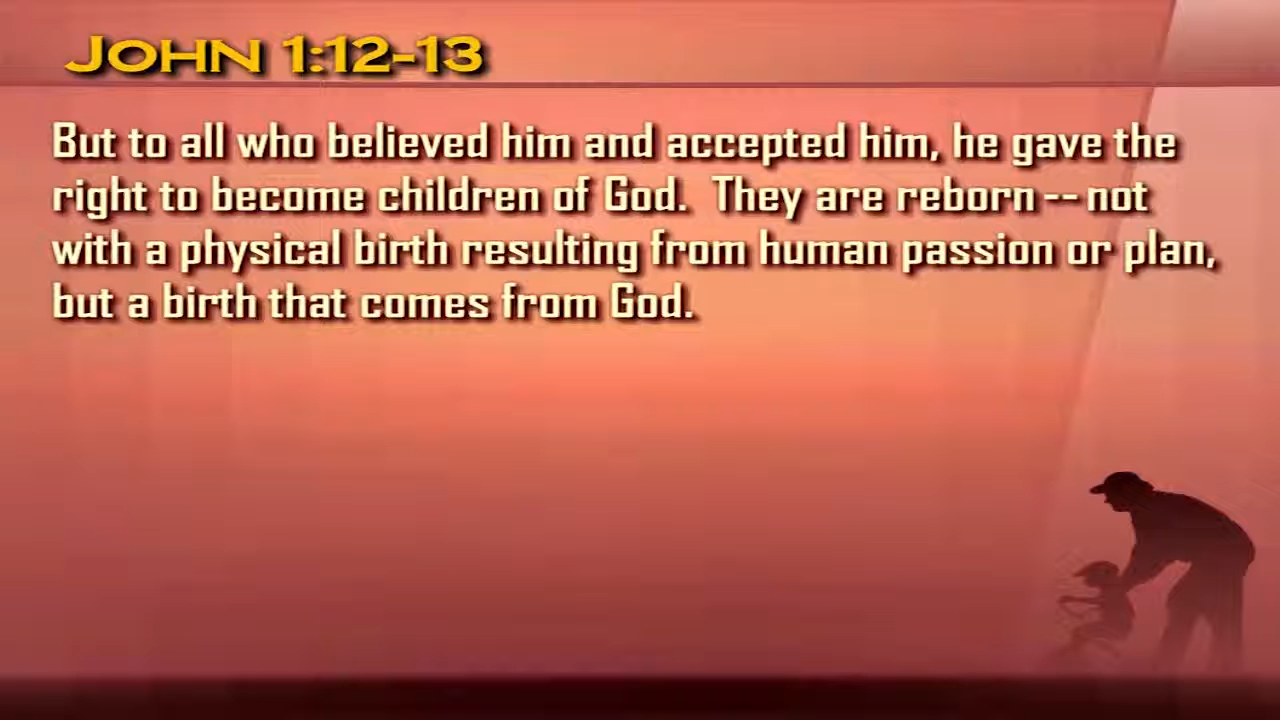 JOHN 1:12-13
But to all who believed him and accepted him, he gave the
right to become children of God.  They are reborn -- not
with a physical birth resulting from human passion or plan,
but a birth that comes from God.